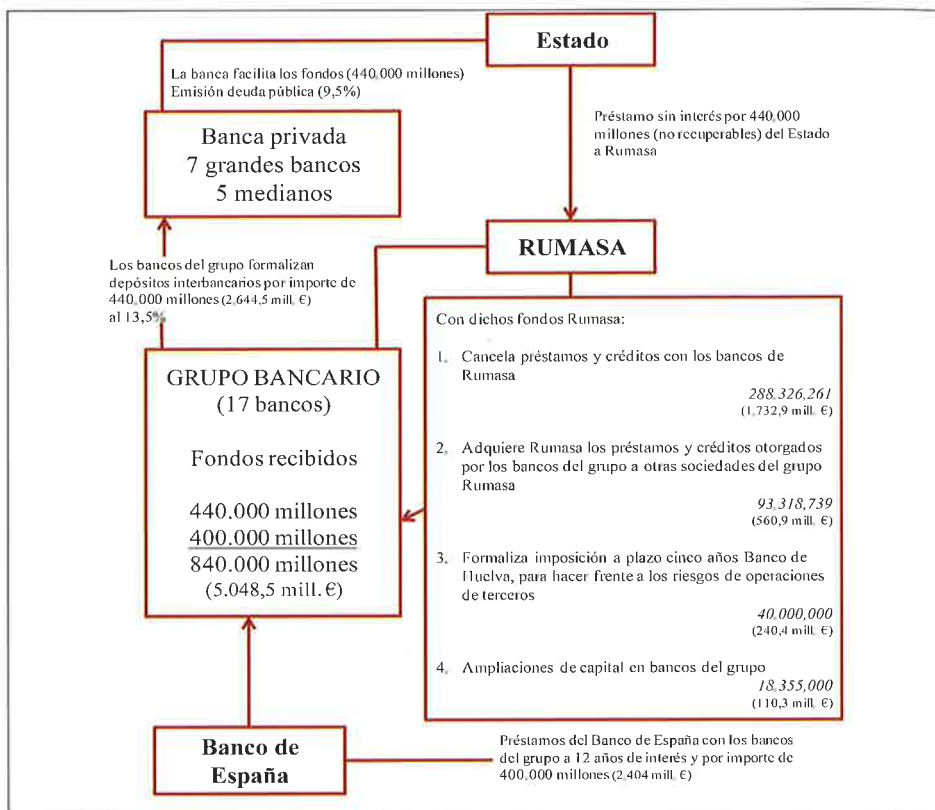 Estado
La banca facilita los fondos (440.000 millones)
Emisión deuda pública (9,5%)
Préstamo sin interés por 440.000
millones (no recuperables) del Estado
a Rumasa
Banca privada
7 grandes bancos
5 medianos
RUMASA
Los bancos del grupo formalizan
depósitos interbancarios por importe de
440.000 millones (2.644,5 mill. €)
al 13,5%
Con dichos fondos Rumasa:
1. Cancela préstamos y créditos con los bancos de
Rumasa
288.326,261
(1.732,9 mill. €)
2. Adquiere Rumasa los préstamos y créditos otorgados
por los bancos del grupo a otras sociedades del grupo
Rumasa
93.318,739
(560,9 mill. €)
3. Formaliza imposición a plazo cinco años Banco de
Huelva, para hacer frente a los riesgos de operaciones
de terceros
40.000,000
(240,4 mill. €)
4. Ampliaciones de capital en bancos del grupo
18.355,000
(110,3 mill. €)
GRUPO BANCARIO
(17 bancos)
Fondos recibidos
440.000 millones
400.000 millones
840.000 millones
(5.048,5 mill. €)
Banco de
España
Préstamos del Banco de España con los bancos
del grupo a 12 años de interés y por importe de
400.000 millones (2.404 mill. €)